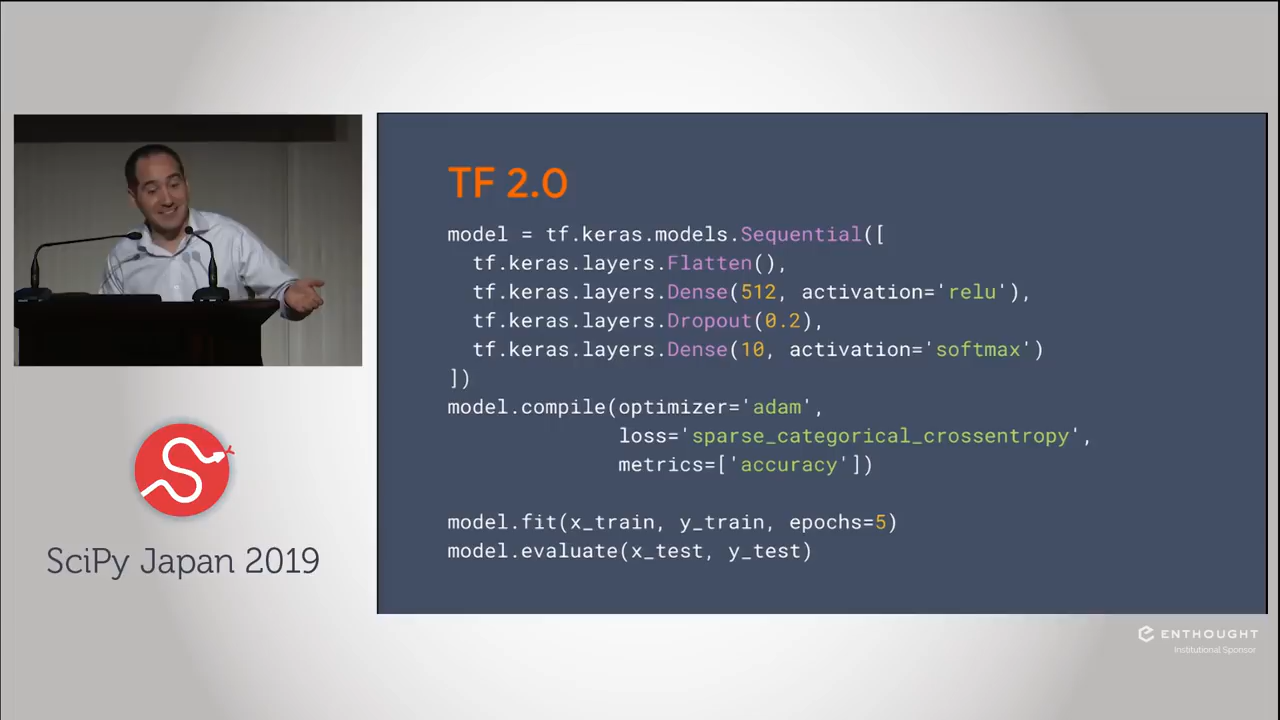 TF 2.0
model = tf.keras.models.Sequential([
  tf.keras.layers.Flatten(),
  tf.keras.layers.Dense(512, activation='relu'),
  tf.keras.layers.Dropout(0.2),
  tf.keras.layers.Dense(10, activation='softmax')
])
model.compile(optimizer='adam',
              loss='sparse_categorical_crossentropy',
              metrics=['accuracy'])
model.fit(x_train, y_train, epochs=5)
model.evaluate(x_test, y_test)
SciPy Japan 2019
ENTHOUGHT
Institutional Sponsor